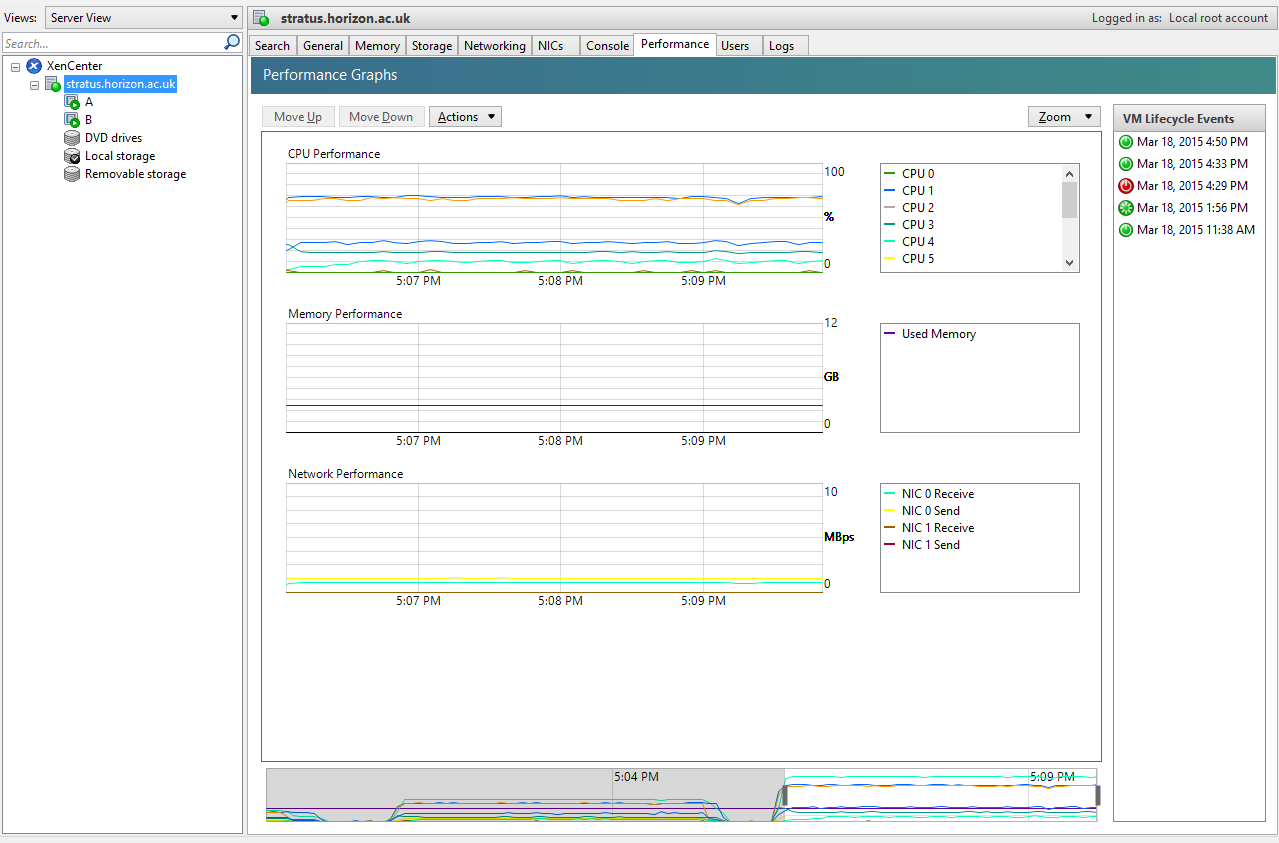 Views: Server View
stratus.horizon.ac.uk
Logged in as: Local root account
Search...
Search General Memory Storage Networking NICs Console Performance Users Logs
XenCenter
stratus.horizon.ac.uk
A
B
DVD drives
Local storage
Removable storage
Performance Graphs
Move Up Move Down Actions Zoom
CPU Performance
100
%
0
5:07 PM 5:08 PM 5:09 PM
CPU 0
CPU 1
CPU 2
CPU 3
CPU 4
CPU 5
Memory Performance
12
GB
0
5:07 PM 5:08 PM 5:09 PM
Used Memory
Network Performance
10
MBps
0
5:07 PM 5:08 PM 5:09 PM
NIC 0 Receive
NIC 0 Send
NIC 1 Receive
NIC 1 Send
5:04 PM 5:09 PM
VM Lifecycle Events
Mar 18, 2015 4:50 PM
Mar 18, 2015 4:33 PM
Mar 18, 2015 4:29 PM
Mar 18, 2015 1:56 PM
Mar 18, 2015 11:38 AM